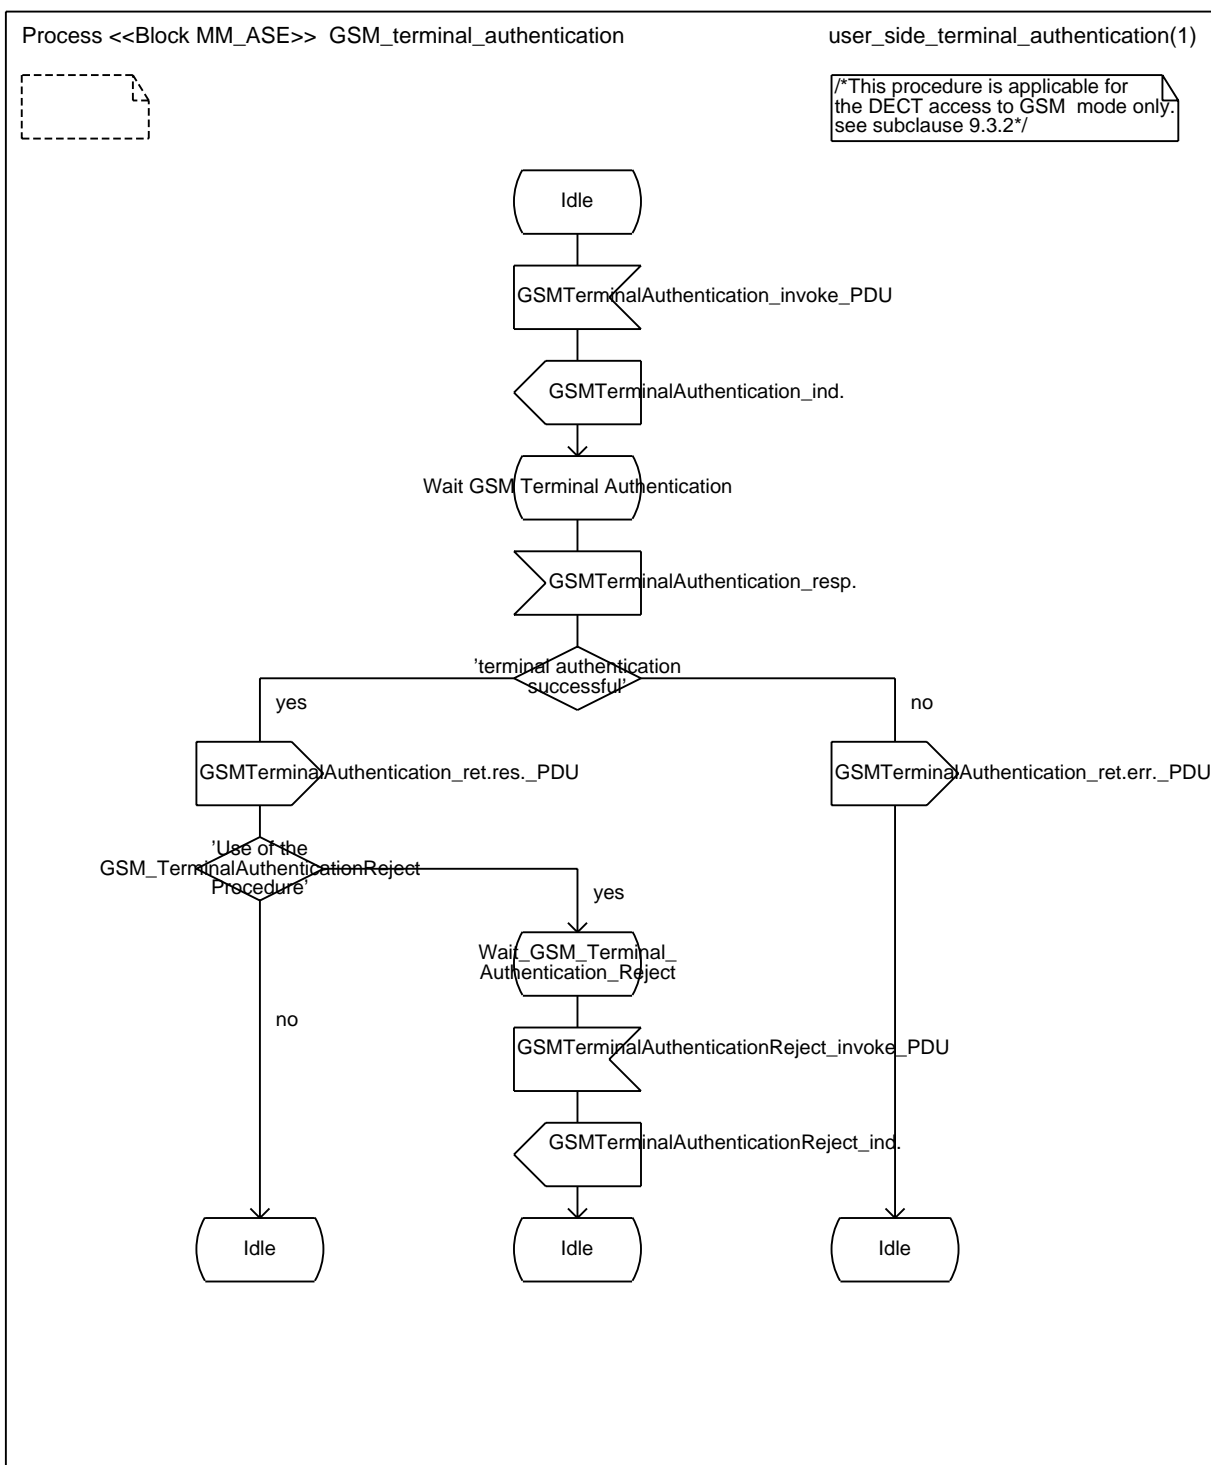 Process <<Block MM_ASE>>  GSM_terminal_authentication
user_side_terminal_authentication(1)
/*This procedure is applicable for
the DECT access to GSM  mode only.
see subclause 9.3.2*/
Idle
GSMTerminalAuthentication_invoke_PDU
GSMTerminalAuthentication_ind.
Wait GSM Terminal Authentication
GSMTerminalAuthentication_resp.
’terminal authentication
successful’
yes
no
GSMTerminalAuthentication_ret.res._PDU
GSMTerminalAuthentication_ret.err._PDU
’Use of the
GSM_TerminalAuthenticationReject
Procedure’
yes
Wait_GSM_Terminal_
Authentication_Reject
no
GSMTerminalAuthenticationReject_invoke_PDU
GSMTerminalAuthenticationReject_ind.
Idle
Idle
Idle